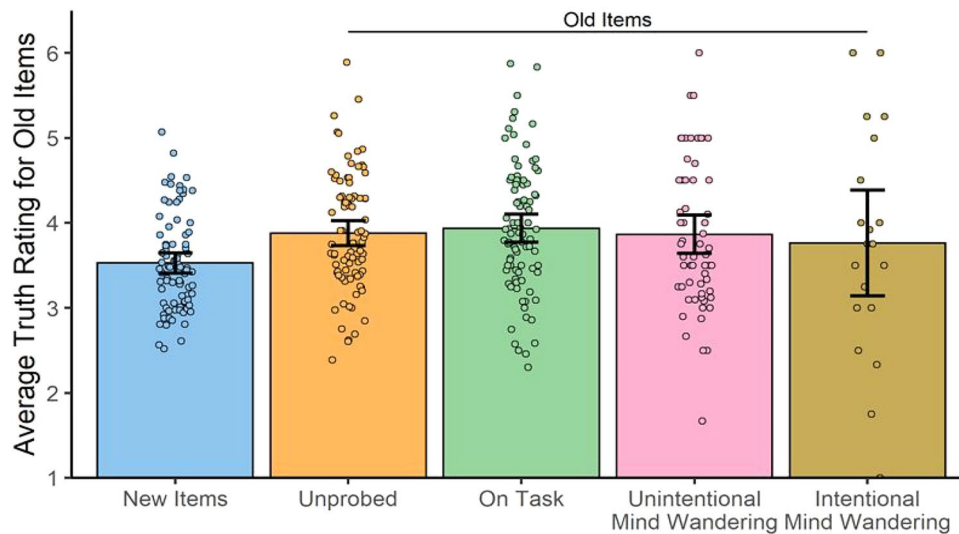 Old Items
Average Truth Rating for Old Items
6
5
4
3
2
1
New Items
Unprobed
On Task
Unintentional
Mind Wandering
Intentional
Mind Wandering